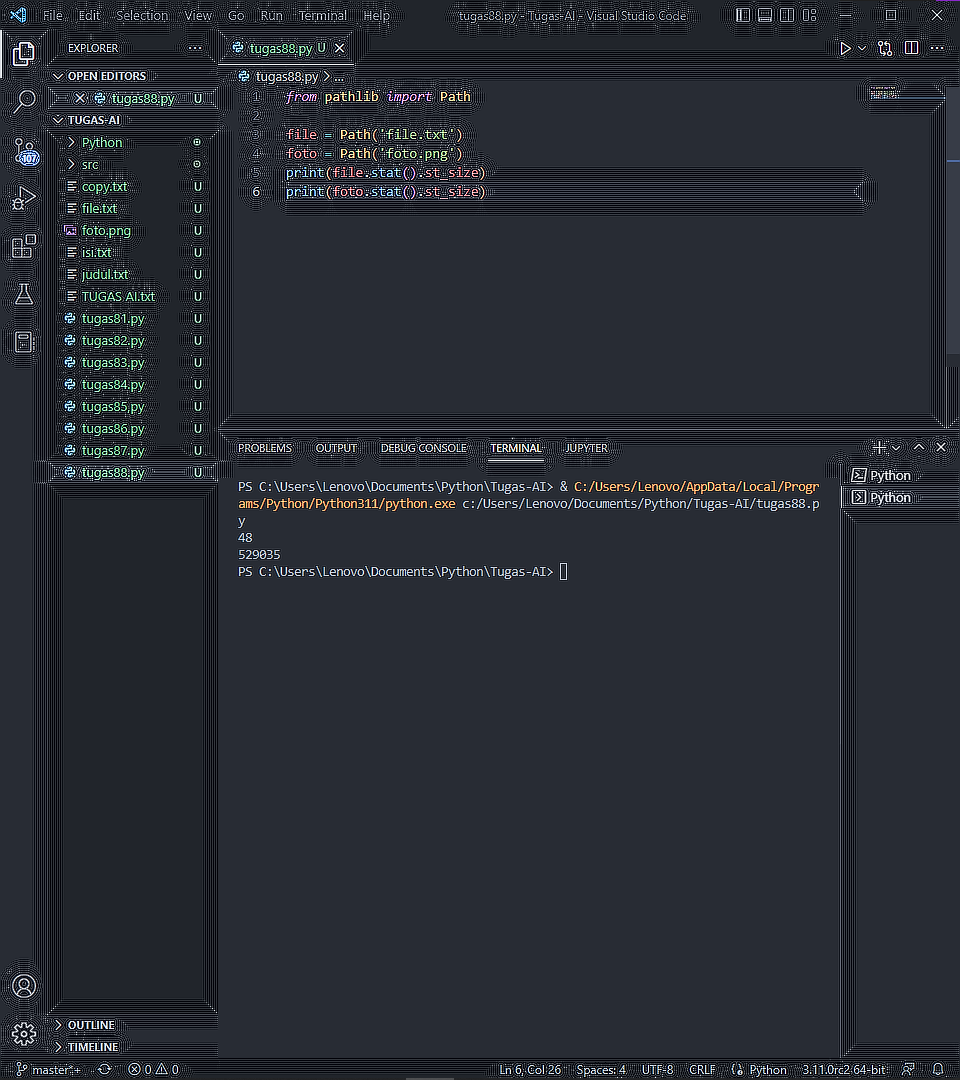 File Edit Selection View Go Run Terminal Help tugas88.py - Tugas-AI - Visual Studio Code
EXPLORER
OPEN EDITORS
tugas88.py U
TUGAS-AI
Python
src
copy.txt U
file.txt U
foto.png U
isi.txt U
judul.txt U
TUGAS AI.txt U
tugas81.py U
tugas82.py U
tugas83.py U
tugas84.py U
tugas85.py U
tugas86.py U
tugas87.py U
tugas88.py U
107
OUTLINE
TIMELINE
tugas88.py U
tugas88.py > ...
1 from pathlib import Path
2
3 file = Path('file.txt')
4 foto = Path('foto.png')
5 print(file.stat().st_size)
6 print(foto.stat().st_size)
PROBLEMS OUTPUT DEBUG CONSOLE TERMINAL JUPYTER
PS C:\Users\Lenovo\Documents\Python\Tugas-AI> & C:/Users/Lenovo/AppData/Local/Progr
ams/Python/Python311/python.exe c:/Users/Lenovo/Documents/Python/Tugas-AI/tugas88.p
y
48
529035
PS C:\Users\Lenovo\Documents\Python\Tugas-AI>
Python
Python
master*+ 0 0 Ln 6, Col 26 Spaces: 4 UTF-8 CRLF Python 3.11.0rc2 64-bit